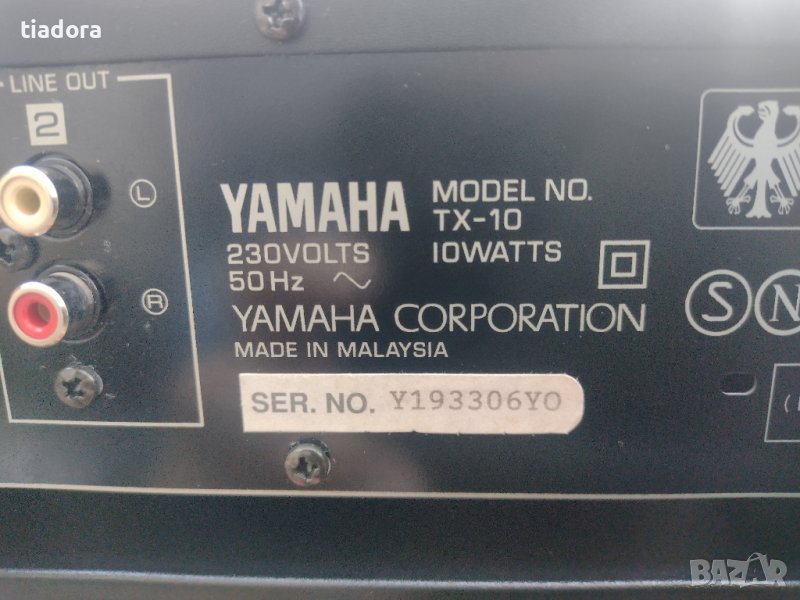 tiadora
LINE OUT
2
L
R
YAMAHA
MODEL NO.
TX-10
230VOLTS
10WATTS
50Hz
YAMAHA CORPORATION
MADE IN MALAYSIA
SER. NO. Y193306YO
S
N
BAZAR